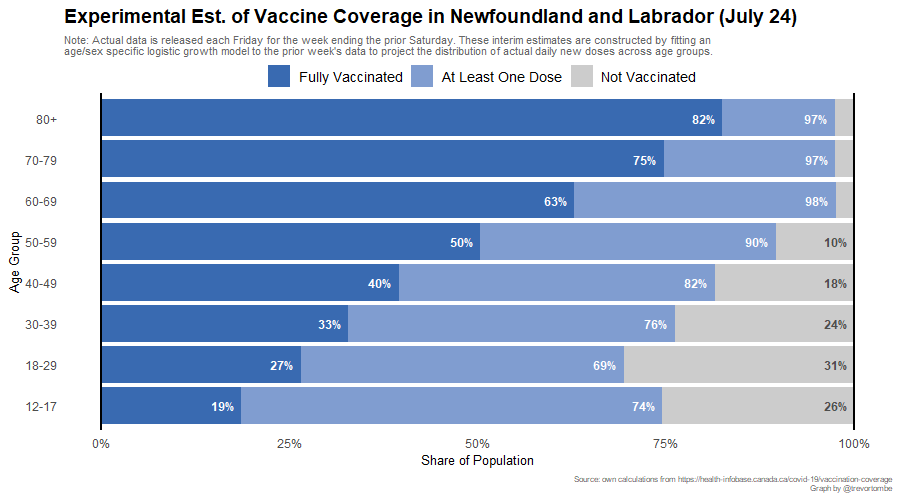 Experimental Est. of Vaccine Coverage in Newfoundland and Labrador (July 24)
Note: Actual data is released each Friday for the week ending the prior Saturday. These interim estimates are constructed by fitting an
age/sex specific logistic growth model to the prior week's data to project the distribution of actual daily new doses across age groups.
Fully Vaccinated At Least One Dose Not Vaccinated
80+ 82% 97%
70-79 75% 97%
60-69 63% 98%
50-59 50% 90% 10%
40-49 40% 82% 18%
30-39 33% 76% 24%
18-29 27% 69% 31%
12-17 19% 74% 26%
Age Group
0% 25% 50% 75% 100%
Share of Population
Source: own calculations from https://health-infobase.canada.ca/covid-19/vaccination-coverage
Graph by @trevortombe